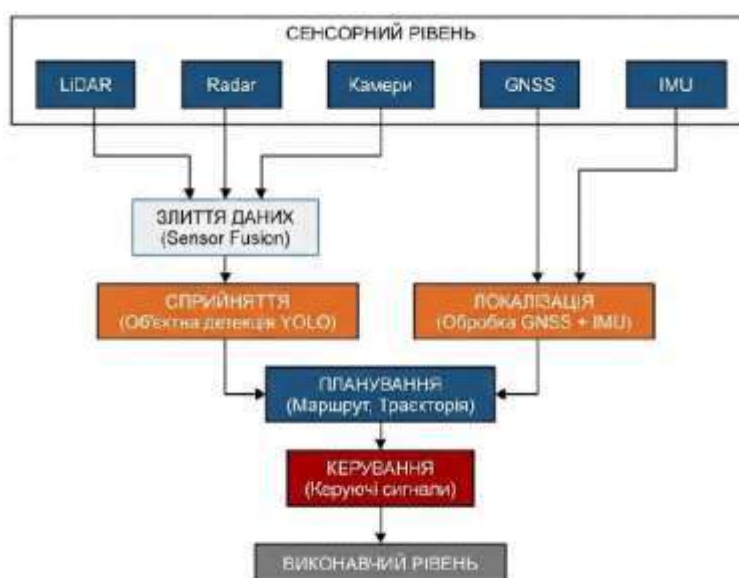 СЕНСОРНИЙ РІВЕНЬ
LiDAR
Radar
Камери
GNSS
IMU
ЗЛИТТЯ ДАНИХ
(Sensor Fusion)
СПРИЙНЯТТЯ
(Об'єктна детекція YOLO)
ЛОКАЛІЗАЦІЯ
(Обробка GNSS + IMU)
ПЛАНУВАННЯ
(Маршрут, Траєкторія)
КЕРУВАННЯ
(Керуючі сигнали)
ВИКОНАВЧИЙ РІВЕНЬ